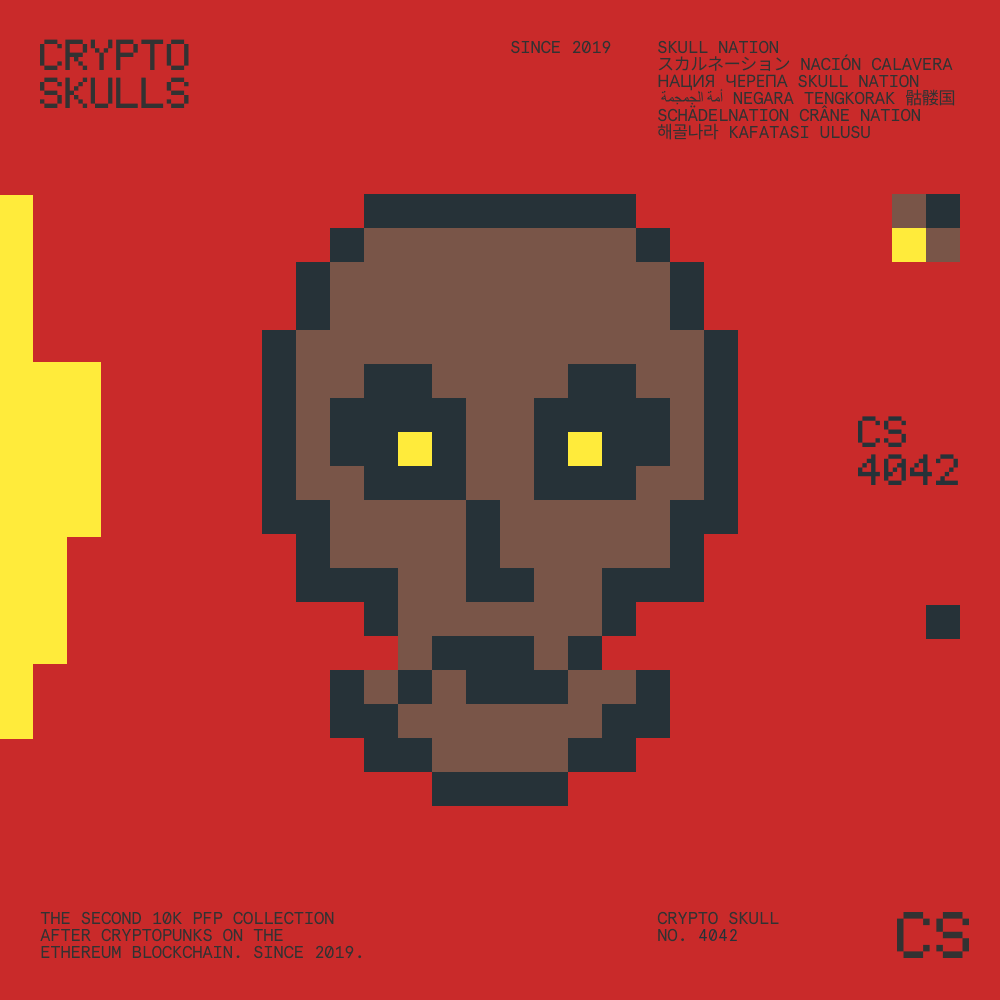 CRYPTO
SKULLS
SINCE 2019
SKULL NATION
スカルネーション NACIÓN CALAVERA
НАЦИЯ ЧЕРЕПА SKULL NATION
أمة الجمجمة NEGARA TENGKORAK 骷髅国
SCHÄDELNATION CRÂNE NATION
해골나라 KAFATASI ULUSU
CS
4042
THE SECOND 10K PFP COLLECTION
AFTER CRYPTOPUNKS ON THE
ETHEREUM BLOCKCHAIN. SINCE 2019.
CRYPTO SKULL
NO. 4042
CS